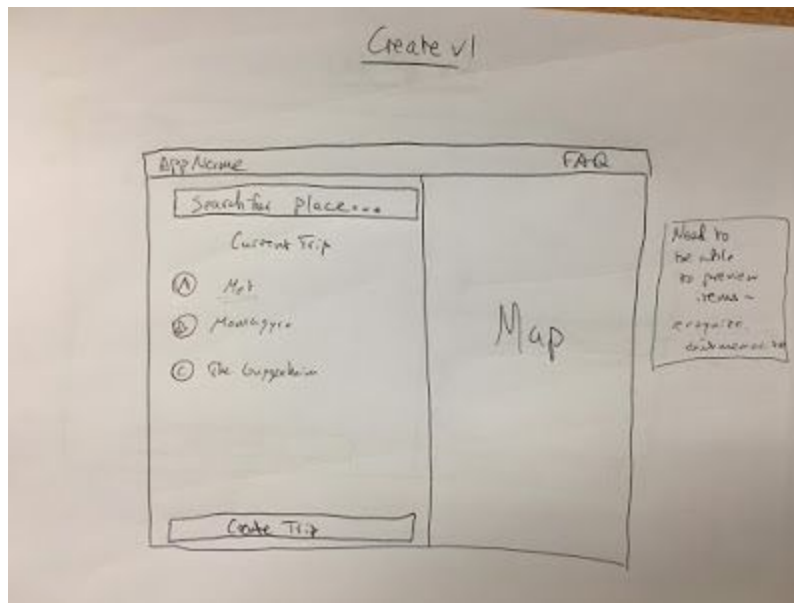 Create v1
App Name FAQ
Search for place...
Current Trip
A Met
B
C The Guggenheim
Create Trip
Map
Need to
be able
to preview
items -